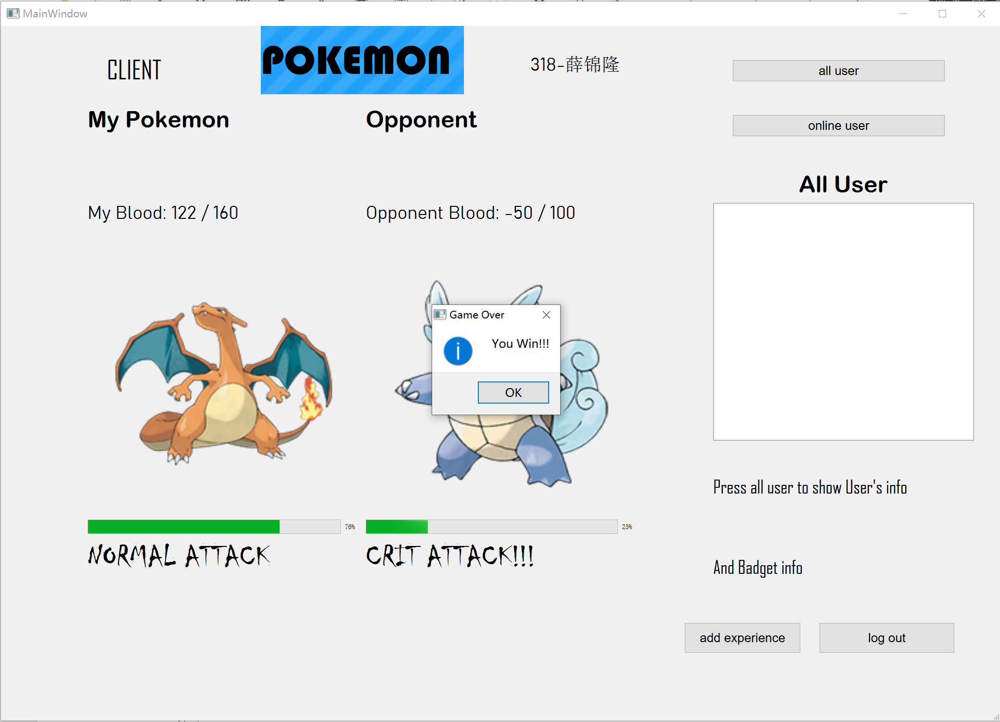 MainWindow
CLIENT
POKEMON
318-薛锦隆
all user
My Pokemon
Opponent
online user
All User
My Blood: 122 / 160
Opponent Blood: -50 / 100
Game Over
You Win!!!
OK
Press all user to show User's info
76%
25%
NORMAL ATTACK
CRIT ATTACK!!!
And Badget info
add experience
log out